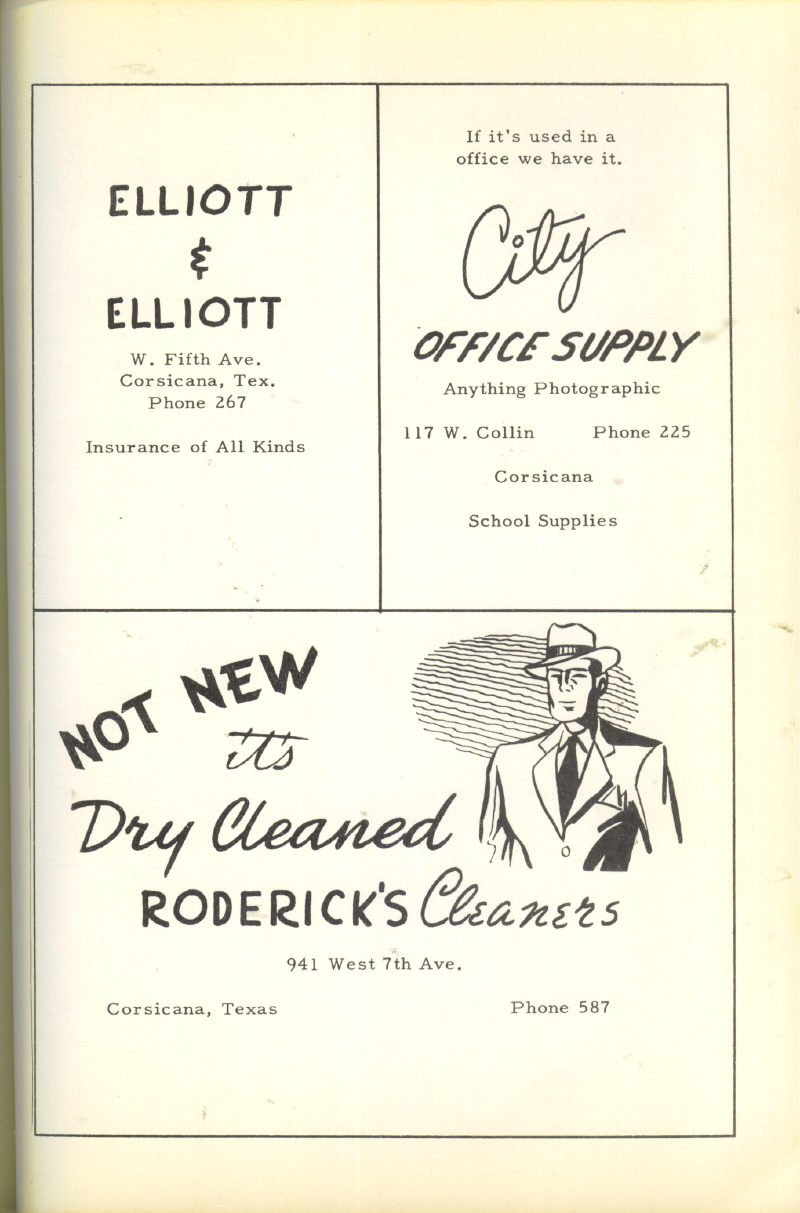 ELLIOTT
&
ELLIOTT
W. Fifth Ave.
Corsicana, Tex.
Phone 267
Insurance of All Kinds
If it's used in a
office we have it.
City
OFFICE SUPPLY
Anything Photographic
117 W. Collin Phone 225
Corsicana
School Supplies
NOT NEW
it's
Dry Cleaned
RODERICK'S Cleaners
941 West 7th Ave.
Corsicana, Texas Phone 587